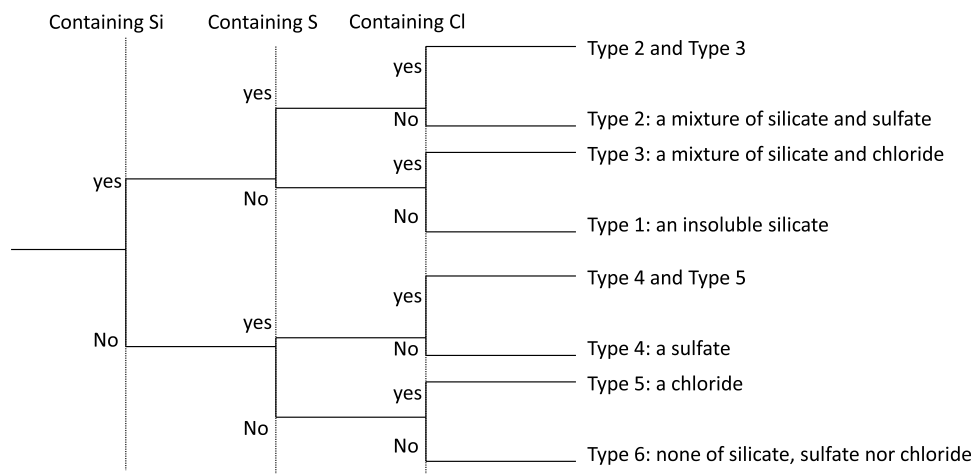 Containing Si
Containing S
Containing Cl
yes
Type 2 and Type 3
yes
No
Type 2: a mixture of silicate and sulfate
yes
Type 3: a mixture of silicate and chloride
yes
No
No
Type 1: an insoluble silicate
yes
Type 4 and Type 5
yes
No
No
Type 4: a sulfate
yes
Type 5: a chloride
No
No
Type 6: none of silicate, sulfate nor chloride